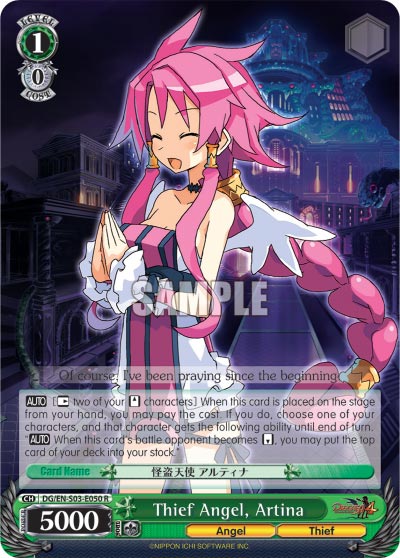 LEVEL
1
0
COST
SAMPLE
Of course, I've been praying since the beginning
AUTO [ two of your [ ] characters] When this card is placed on the stage
from your hand, you may pay the cost. If you do, choose one of your
characters, and that character gets the following ability until end of turn.
"AUTO When this card's battle opponent becomes [ ], you may put the top
card of your deck into your stock."
Card Name
怪盗天使 アルティナ
CH DG/EN-S03-E050 R
5000
Thief Angel, Artina
Angel
Thief
©NIPPON ICHI SOFTWARE INC.